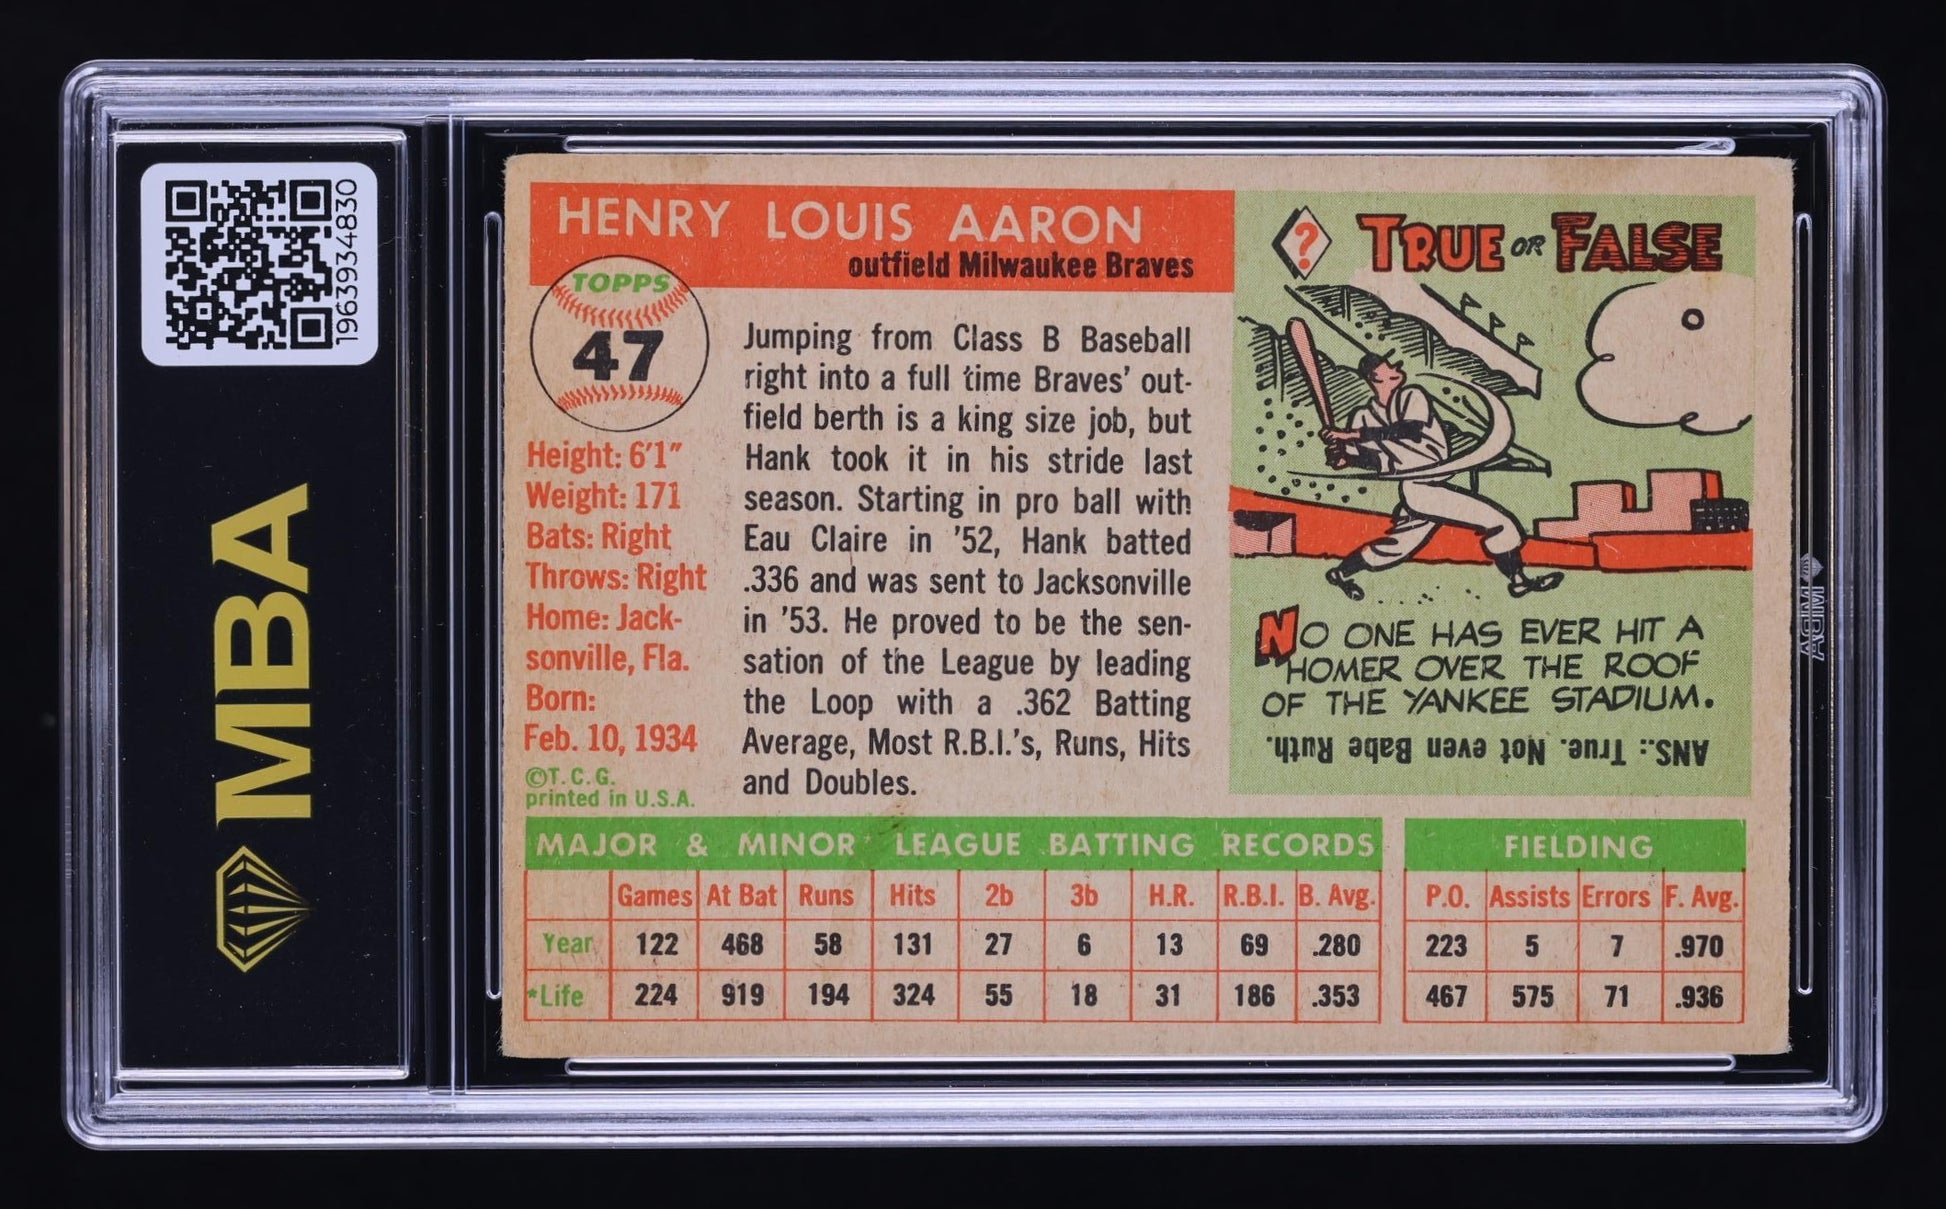 1963934830
MBA
HENRY LOUIS AARON
outfield Milwaukee Braves
TOPPS
47
Height: 6'1"
Weight: 171
Bats: Right
Throws: Right
Home: Jack-
sonville, Fla.
Born:
Feb. 10, 1934
©T. C. G.
printed in U.S.A.
Jumping from Class B Baseball
right into a full time Braves' out-
field berth is a king size job, but
Hank took it in his stride last
season. Starting in pro ball with
Eau Claire in '52, Hank batted
.336 and was sent to Jacksonville
in '53. He proved to be the sen-
sation of the League by leading
the Loop with a .362 Batting
Average, Most R.B.I.'s, Runs, Hits
and Doubles.
? TRUE OR FALSE
NO ONE HAS EVER HIT A
HOMER OVER THE ROOF
OF THE YANKEE STADIUM.
ANS.: True. Not even Babe Ruth.
MAJOR & MINOR LEAGUE BATTING RECORDS
Games At Bat Runs Hits 2b 3b H.R. R.B.I. B. Avg.
Year 122 468 58 131 27 6 13 69 .280
*Life 224 919 194 324 55 18 31 186 .353
FIELDING
P.O. Assists Errors F. Avg.
223 5 7 .970
467 575 71 .936
MBA